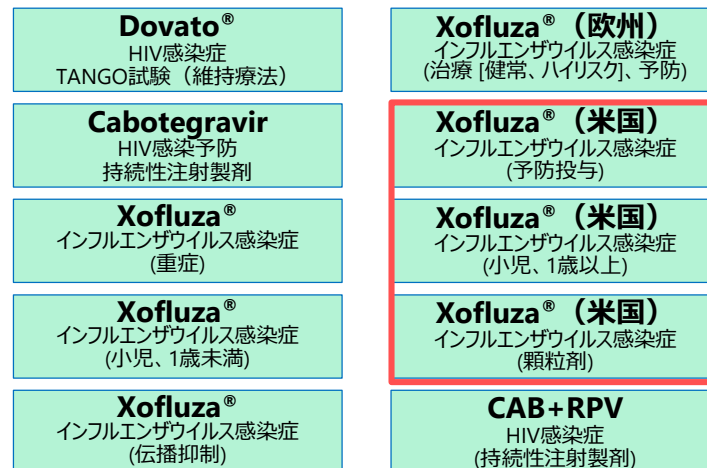 Dovato®
HIV感染症
TANGO試験（維持療法）
Cabotegravir
HIV感染予防
持続性注射製剤
Xofluza®
インフルエンザウイルス感染症
(重症)
Xofluza®
インフルエンザウイルス感染症
(小児、1歳未満)
Xofluza®
インフルエンザウイルス感染症
(伝播抑制)
Xofluza®（欧州）
インフルエンザウイルス感染症
(治療 [健常、ハイリスク]、予防)
Xofluza®（米国）
インフルエンザウイルス感染症
(予防投与)
Xofluza®（米国）
インフルエンザウイルス感染症
(小児、1歳以上)
Xofluza®（米国）
インフルエンザウイルス感染症
(顆粒剤)
CAB+RPV
HIV感染症
(持続性注射製剤)